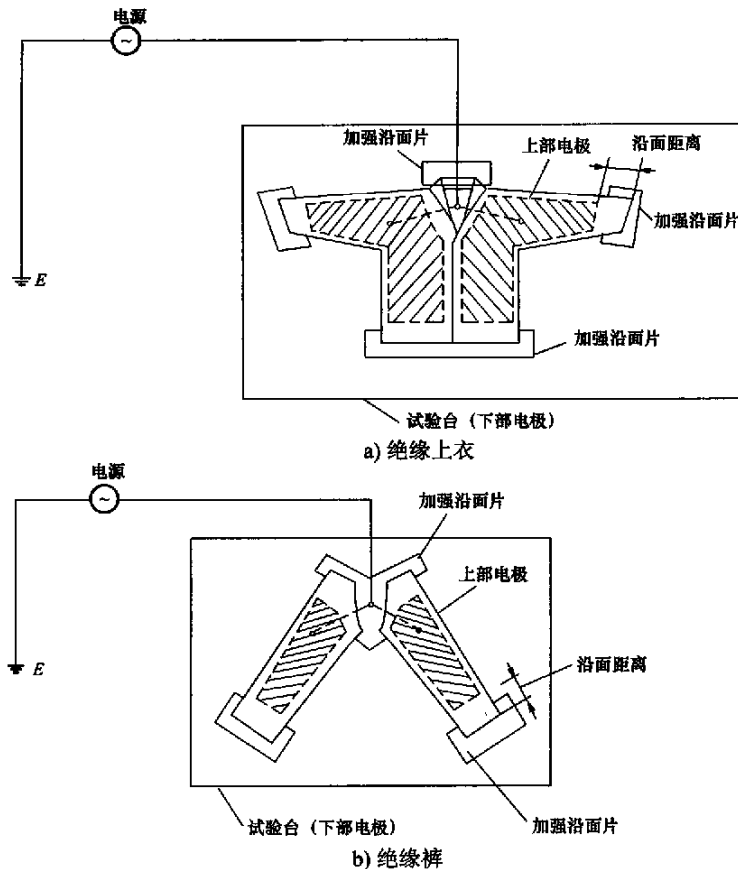 电源
~
加强沿面片
上部电极
沿面距离
加强沿面片
E
加强沿面片
试验台（下部电极）
a) 绝缘上衣
电源
~
加强沿面片
上部电极
E
沿面距离
试验台（下部电极）
加强沿面片
b) 绝缘裤